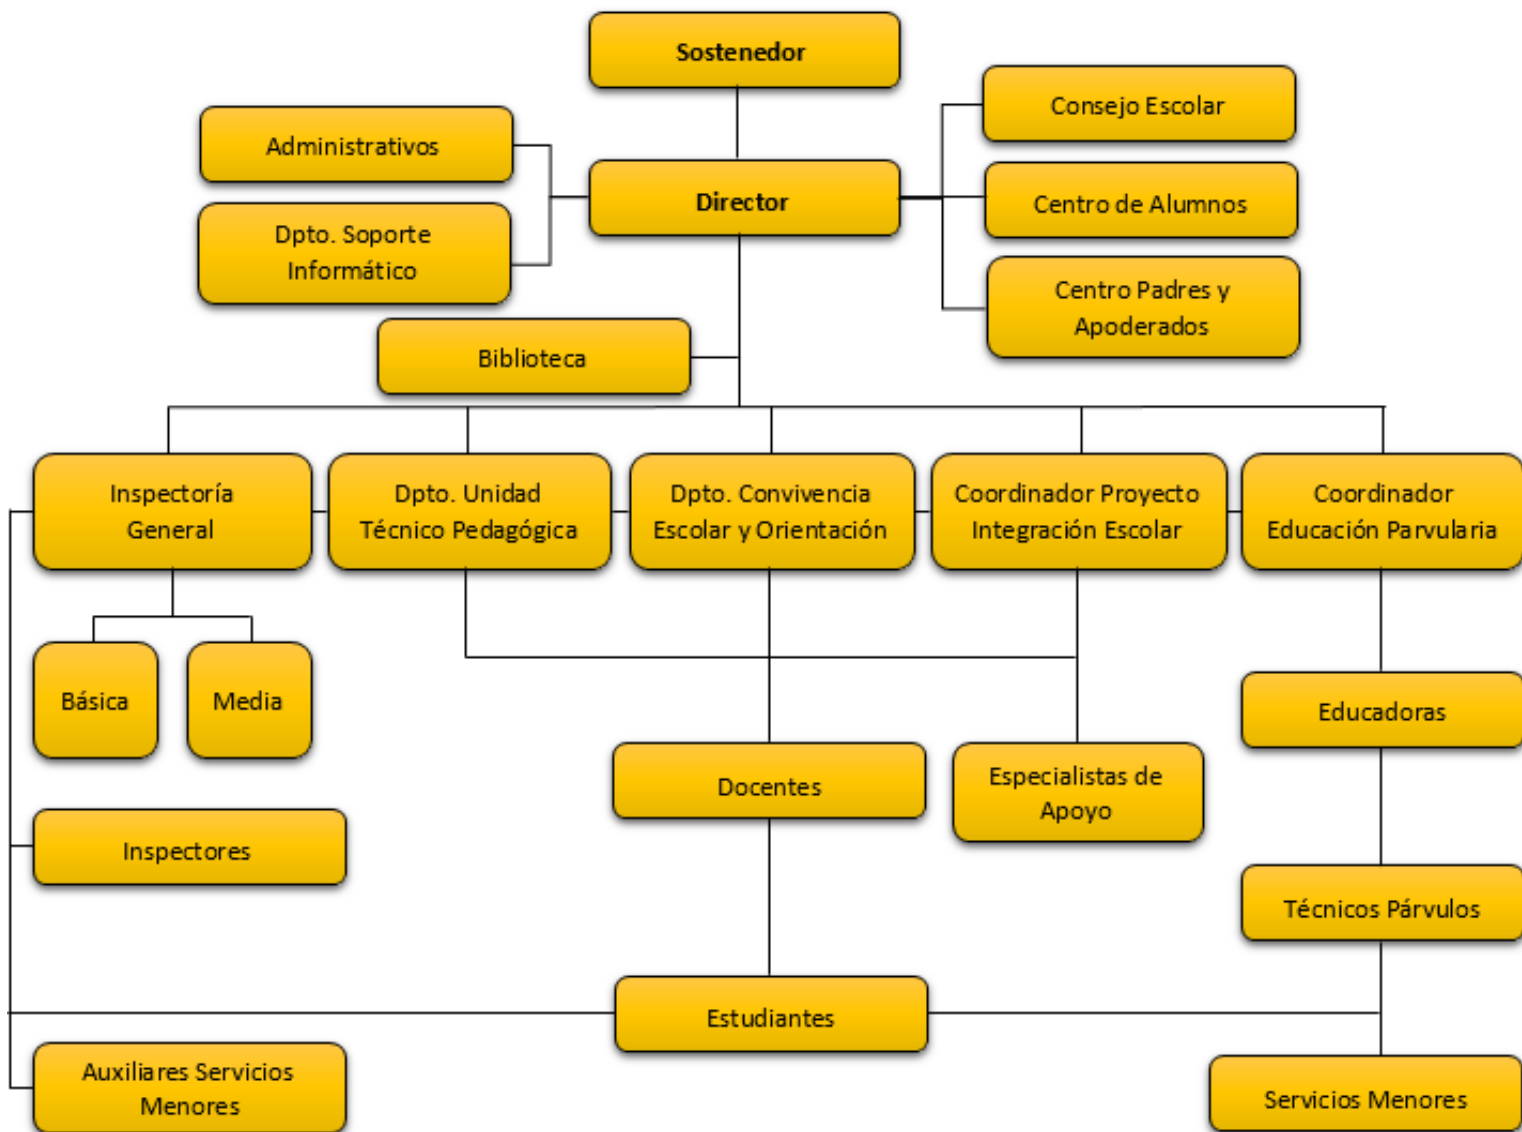 Sostenedor
Consejo Escolar
Administrativos
Director
Centro de Alumnos
Dpto. Soporte
Informático
Centro Padres y
Apoderados
Biblioteca
Inspectoría
General
Dpto. Unidad
Técnico Pedagógica
Dpto. Convivencia
Escolar y Orientación
Coordinador Proyecto
Integración Escolar
Coordinador
Educación Parvularia
Básica
Media
Educadoras
Docentes
Especialistas de
Apoyo
Inspectores
Técnicos Párvulos
Estudiantes
Auxiliares Servicios
Menores
Servicios Menores